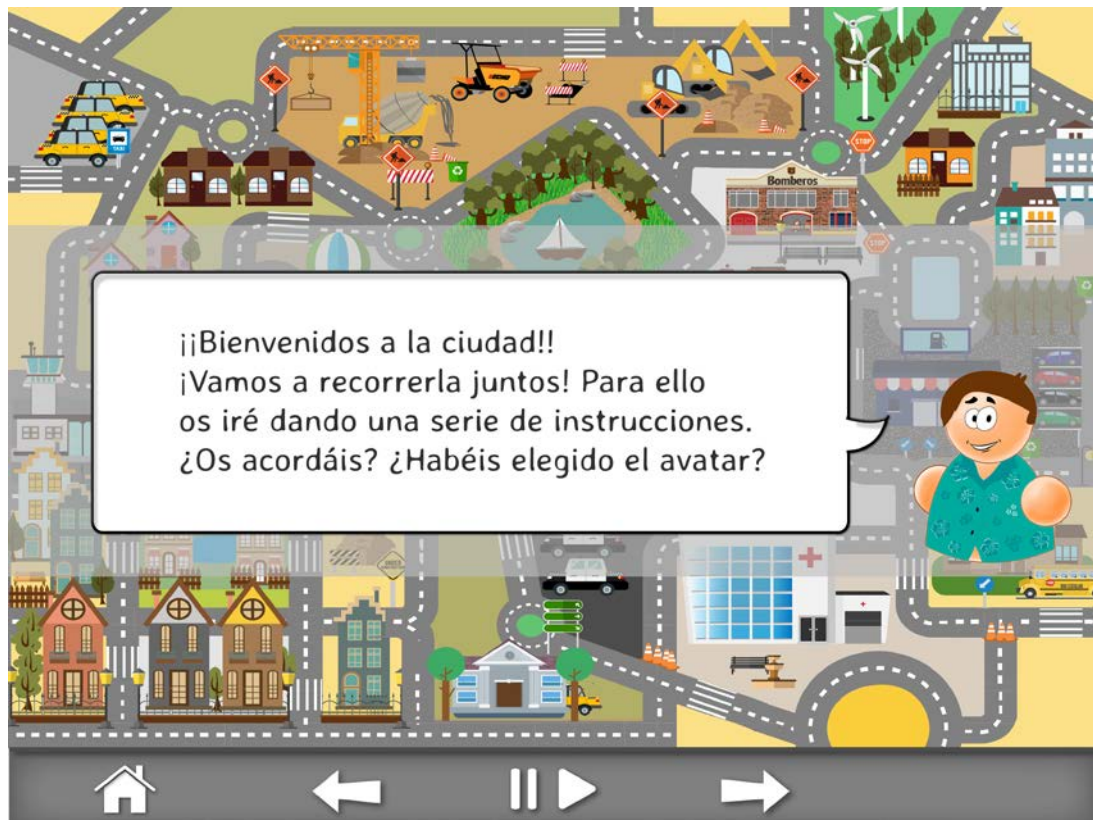 TAXI
Bomberos
STOP
STOP
¡¡Bienvenidos a la ciudad!!
¡Vamos a recorrerla juntos! Para ello
os iré dando una serie de instrucciones.
¿Os acordáis? ¿Habéis elegido el avatar?
UNDER